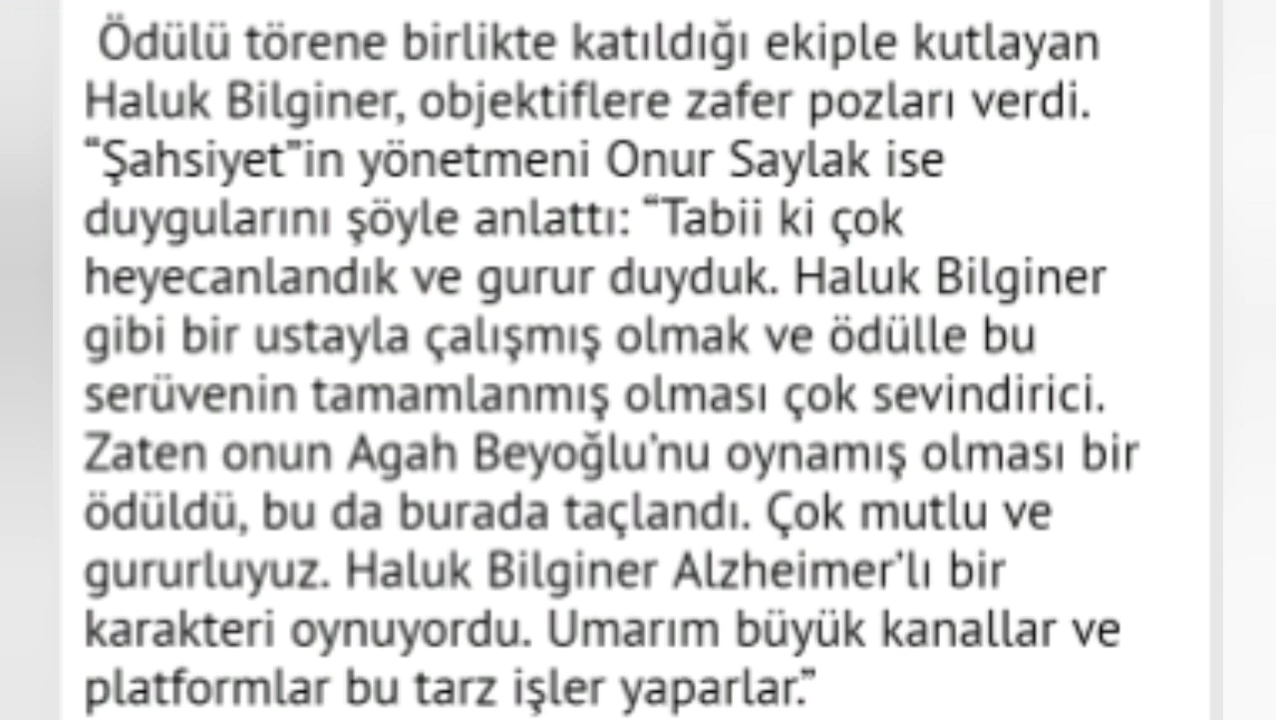 Ödülü törene birlikte katıldığı ekiple kutlayan
Haluk Bilginer, objektiflere zafer pozları verdi.
“Şahsiyet”in yönetmeni Onur Saylak ise
duygularını şöyle anlattı: “Tabii ki çok
heyecanlandık ve gurur duyduk. Haluk Bilginer
gibi bir ustayla çalışmış olmak ve ödülle bu
serüvenin tamamlanmış olması çok sevindirici.
Zaten onun Agah Beyoğlu’nu oynamış olması bir
ödüldü, bu da burada taçlandı. Çok mutlu ve
gururluyuz. Haluk Bilginer Alzheimer’lı bir
karakteri oynuyordu. Umarım büyük kanallar ve
platformlar bu tarz işler yaparlar.”